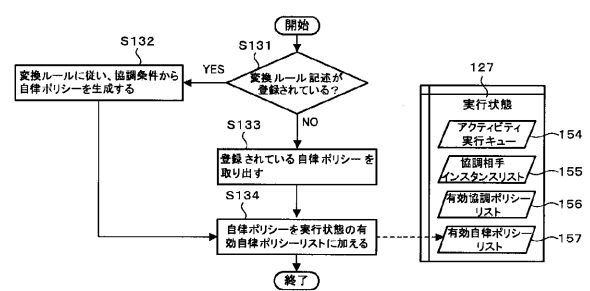 開始
S131
変換ルール記述が
登録されている?
YES
NO
S132
変換ルールに従い、協調条件から
自律ポリシーを生成する
S133
登録されている自律ポリシーを
取り出す
S134
自律ポリシーを実行状態の有
効自律ポリシーリストに加える
終了
127
実行状態
アクティビティ
実行キュー
154
協調相手
インスタンスリスト
155
有効協調ポリシー
リスト
156
有効自律ポリシー
リスト
157